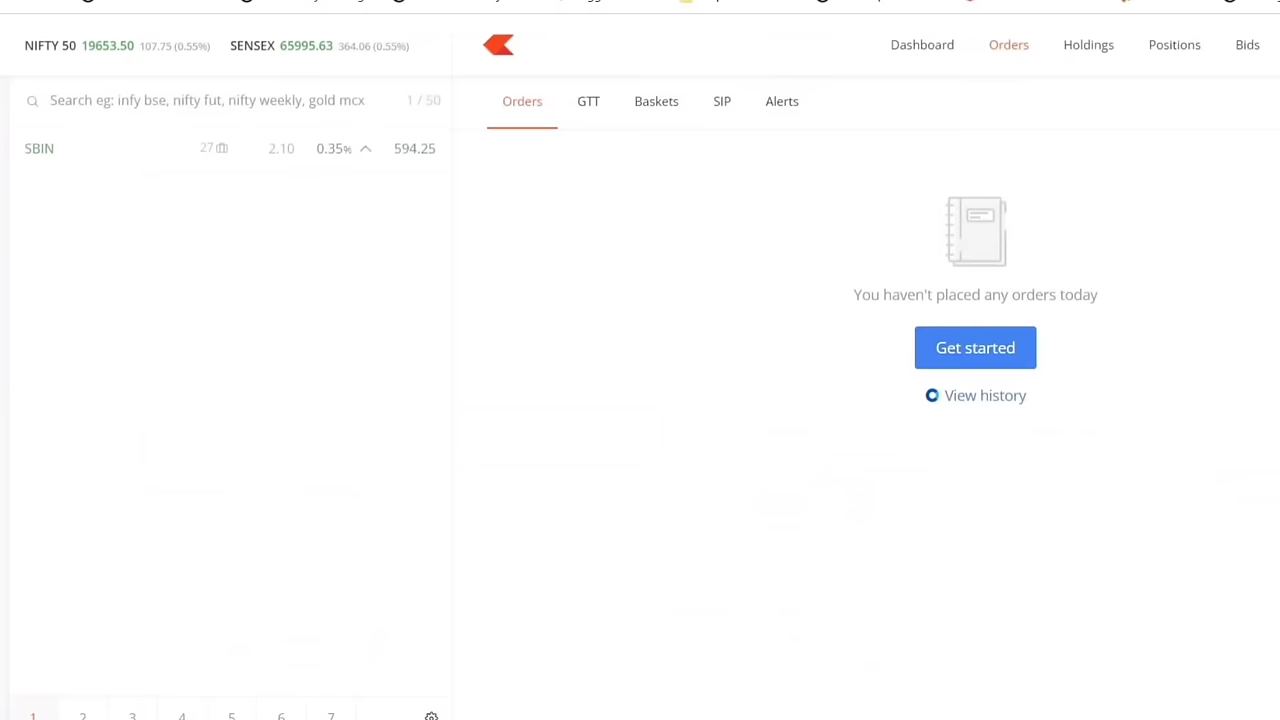 NIFTY 50 19653.50 107.75 (0.55%) SENSEX 65995.63 364.06 (0.55%)
Dashboard Orders Holdings Positions Bids
Search eg: infy bse, nifty fut, nifty weekly, gold mcx 1 / 50
Orders GTT Baskets SIP Alerts
SBIN 27 2.10 0.35% 594.25
You haven't placed any orders today
Get started
View history
1 2 3 4 5 6 7